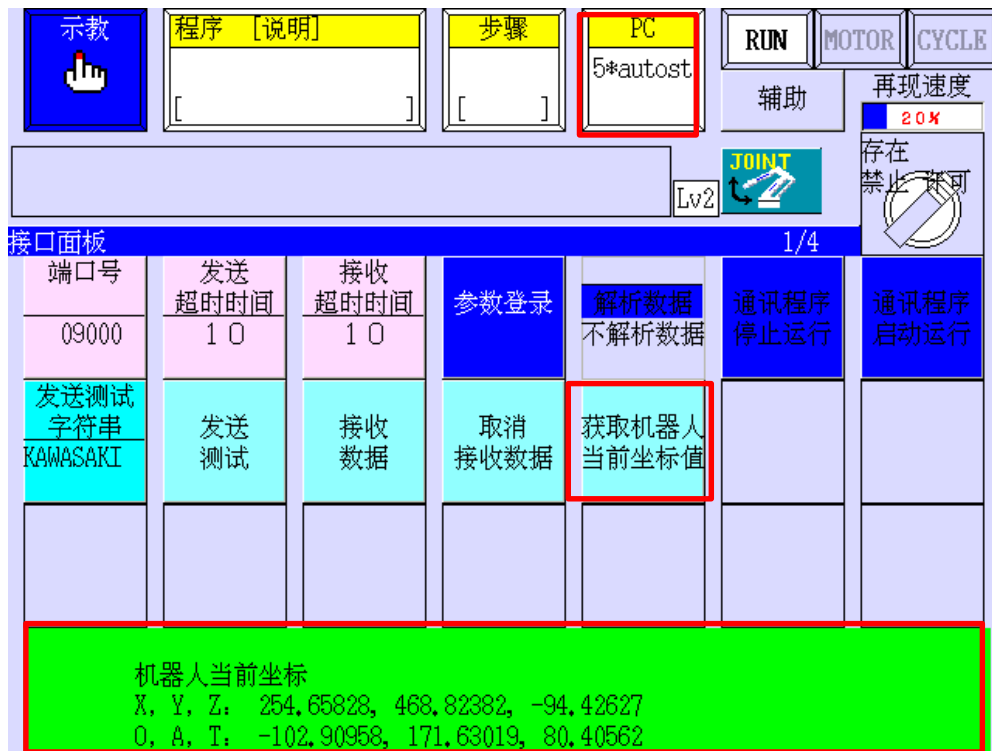 示教
程序 [说明]
[ ]
步骤
[ ]
PC
5*autost
RUN
MOTOR
CYCLE
辅助
再现速度
20%
JOINT
Lv2
存在
禁止 许可
接口面板
1/4
端口号
09000
发送
超时时间
10
接收
超时时间
10
参数登录
解析数据
不解析数据
通讯程序
停止运行
通讯程序
启动运行
发送测试
字符串
KAWASAKI
发送
测试
接收
数据
取消
接收数据
获取机器人
当前坐标值
机器人当前坐标
X, Y, Z: 254.65828, 468.82382, -94.42627
O, A, T: -102.90958, 171.63019, 80.40562